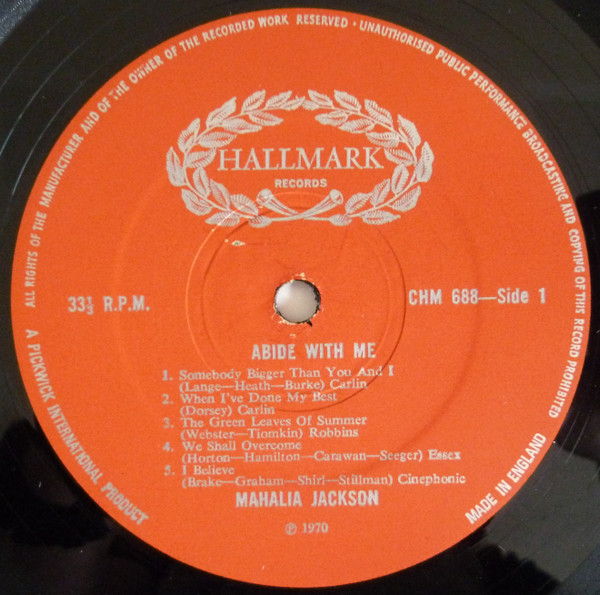 ALL RIGHTS OF THE MANUFACTURER AND OF THE OWNER OF THE RECORDED WORK RESERVED · UNAUTHORISED PUBLIC PERFORMANCE BROADCASTING AND COPYING OF THIS RECORD PROHIBITED
HALLMARK
RECORDS
33⅓ R.P.M.
CHM 688—Side 1
ABIDE WITH ME
1. Somebody Bigger Than You And I
(Lange—Heath—Burke) Carlin
2. When I've Done My Best
(Dorsey) Carlin
3. The Green Leaves Of Summer
(Webster—Tiomkin) Robbins
4. We Shall Overcome
(Horton—Hamilton—Carawan—Seeger) Essex
5. I Believe
(Brake—Graham—Shirl—Stillman) Cinephonic
MAHALIA JACKSON
℗ 1970
A PICKWICK INTERNATIONAL PRODUCT
MADE IN ENGLAND